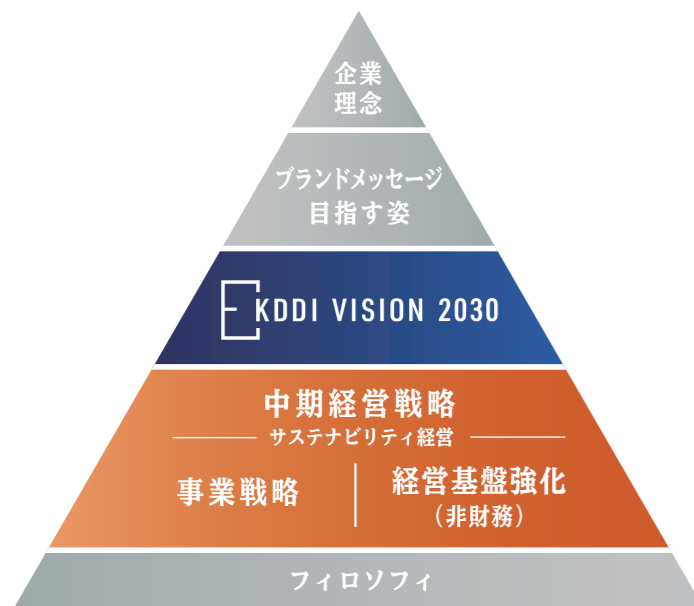 企業
理念
ブランドメッセージ
目指す姿
KDDI VISION 2030
中期経営戦略
サステナビリティ経営
事業戦略
経営基盤強化
（非財務）
フィロソフィ